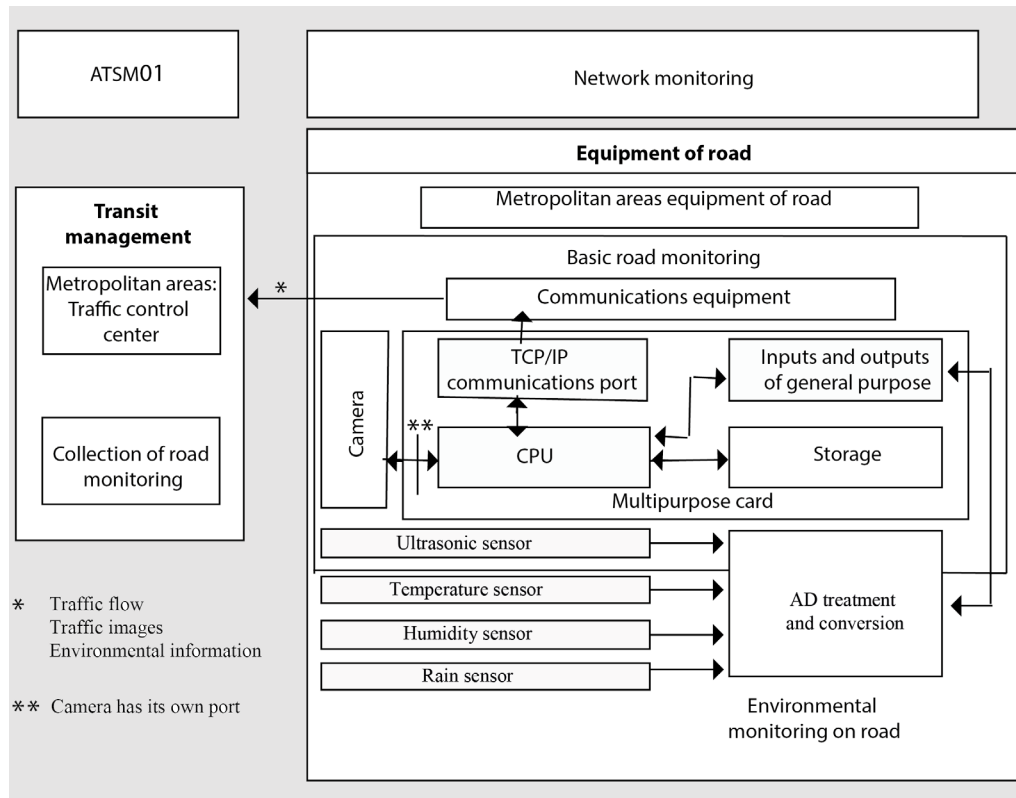 ATSM01
Network monitoring
Equipment of road
Metropolitan areas equipment of road
Transit
management
Metropolitan areas:
Traffic control
center
Collection of road
monitoring
Basic road monitoring
*
Communications equipment
TCP/IP
communications port
Inputs and outputs
of general purpose
Camera
**
CPU
Storage
Multipurpose card
Ultrasonic sensor
Temperature sensor
Humidity sensor
Rain sensor
AD treatment
and conversion
Environmental
monitoring on road
* Traffic flow
Traffic images
Environmental information
** Camera has its own port